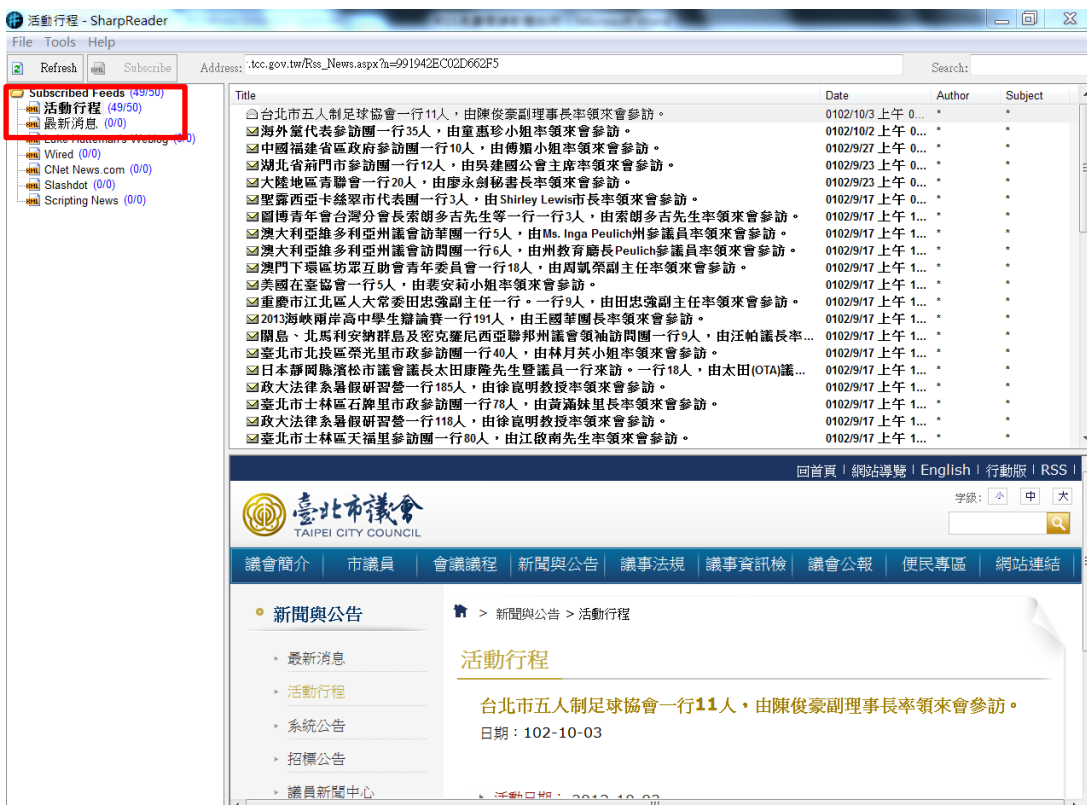 活動行程 - SharpReader
File Tools Help
Refresh Subscribe Address: .tcc.gov.tw/Rss_News.aspx?n=991942EC02D662F5 Search:
Subscribed Feeds (49/50)
活動行程 (49/50)
最新消息 (0/0)
Luke Hutteman's Weblog (0/0)
Wired (0/0)
CNet News.com (0/0)
Slashdot (0/0)
Scripting News (0/0)
Title Date Author Subject
台北市五人制足球協會一行11人，由陳俊豪副理事長率領來會參訪。 0102/10/3 上午 0... * *
海外黨代表參訪團一行35人，由童惠珍小姐率領來會參訪。 0102/10/2 上午 0... * *
中國福建省區政府參訪團一行10人，由傅媚小姐率領來會參訪。 0102/9/27 上午 0... * *
湖北省荊門市參訪團一行12人，由吳建國公會主席率領來會參訪。 0102/9/23 上午 0... * *
大陸地區青聯會一行20人，由廖永劍秘書長率領來會參訪。 0102/9/23 上午 0... * *
聖露西亞卡絲翠市代表團一行3人，由Shirley Lewis市長率領來會參訪。 0102/9/17 上午 0... * *
圖博青年會台灣分會長索朗多吉先生等一行一行3人，由索朗多吉先生率領來會參訪。 0102/9/17 上午 1... * *
澳大利亞維多利亞州議會訪華團一行5人，由Ms. Inga Peulich州參議員率領來會參訪。 0102/9/17 上午 1... * *
澳大利亞維多利亞州議會訪問團一行6人，由州教育廳長Peulich參議員率領來會參訪。 0102/9/17 上午 1... * *
澳門下環區坊眾互助會青年委員會一行18人，由周凱榮副主任率領來會參訪。 0102/9/17 上午 1... * *
美國在臺協會一行5人，由裴安莉小姐率領來會參訪。 0102/9/17 上午 1... * *
重慶市江北區人大常委田忠強副主任一行。一行9人，由田忠強副主任率領來會參訪。 0102/9/17 上午 1... * *
2013海峽兩岸高中學生辯論賽一行191人，由王國華團長率領來會參訪。 0102/9/17 上午 1... * *
關島、北馬利安納群島及密克羅尼西亞聯邦州議會領袖訪問團一行9人，由汪帕議長率... 0102/9/17 上午 1... * *
臺北市北投區榮光里市政參訪團一行40人，由林月英小姐率領來會參訪。 0102/9/17 上午 1... * *
日本靜岡縣濱松市議會議長太田康隆先生暨議員一行來訪。一行18人，由太田(OTA)議... 0102/9/17 上午 1... * *
政大法律系暑假研習營一行185人，由徐崑明教授率領來會參訪。 0102/9/17 上午 1... * *
臺北市士林區石牌里市政參訪團一行78人，由黃滿妹里長率領來會參訪。 0102/9/17 上午 1... * *
政大法律系暑假研習營一行118人，由徐崑明教授率領來會參訪。 0102/9/17 上午 1... * *
臺北市士林區天福里參訪團一行80人，由江啟南先生率領來會參訪。 0102/9/17 上午 1... * *
回首頁 | 網站導覽 | English | 行動版 | RSS |
臺北市議會
TAIPEI CITY COUNCIL
字級: 小 中 大
議會簡介 市議員 會議議程 新聞與公告 議事法規 議事資訊檢 議會公報 便民專區 網站連結
新聞與公告
> 新聞與公告 > 活動行程
最新消息
活動行程
系統公告
招標公告
議員新聞中心
活動行程
台北市五人制足球協會一行11人，由陳俊豪副理事長率領來會參訪。
日期：102-10-03
活動日期： 2013-10-03